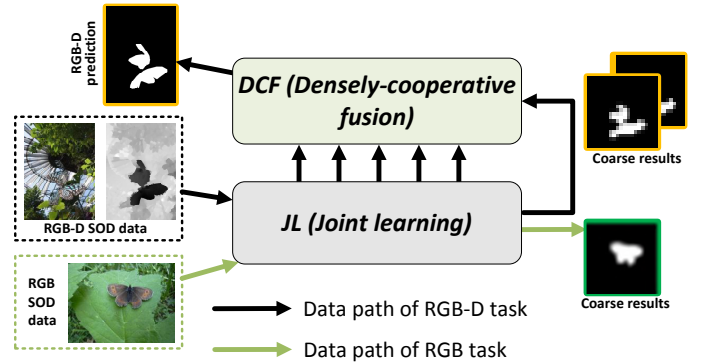 RGB-D
prediction
DCF (Densely-cooperative
fusion)
Coarse results
RGB-D SOD data
JL (Joint learning)
RGB
SOD
data
Coarse results
Data path of RGB-D task
Data path of RGB task